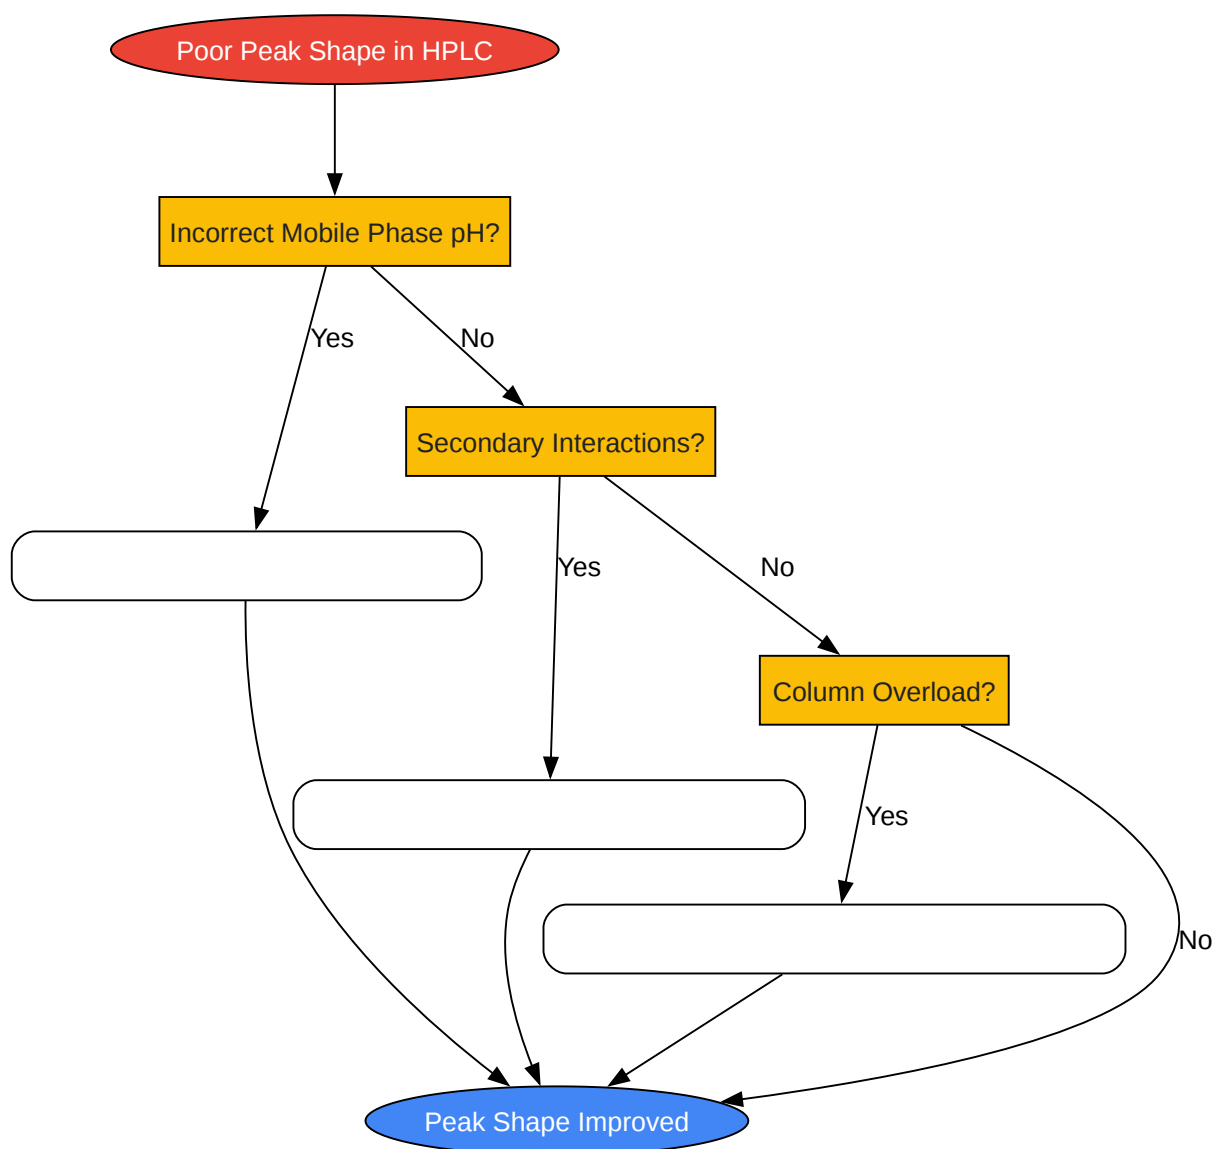 Poor Peak Shape in HPLC
Incorrect Mobile Phase pH?
Yes
No
Secondary Interactions?
Yes
No
Column Overload?
Yes
No
Peak Shape Improved